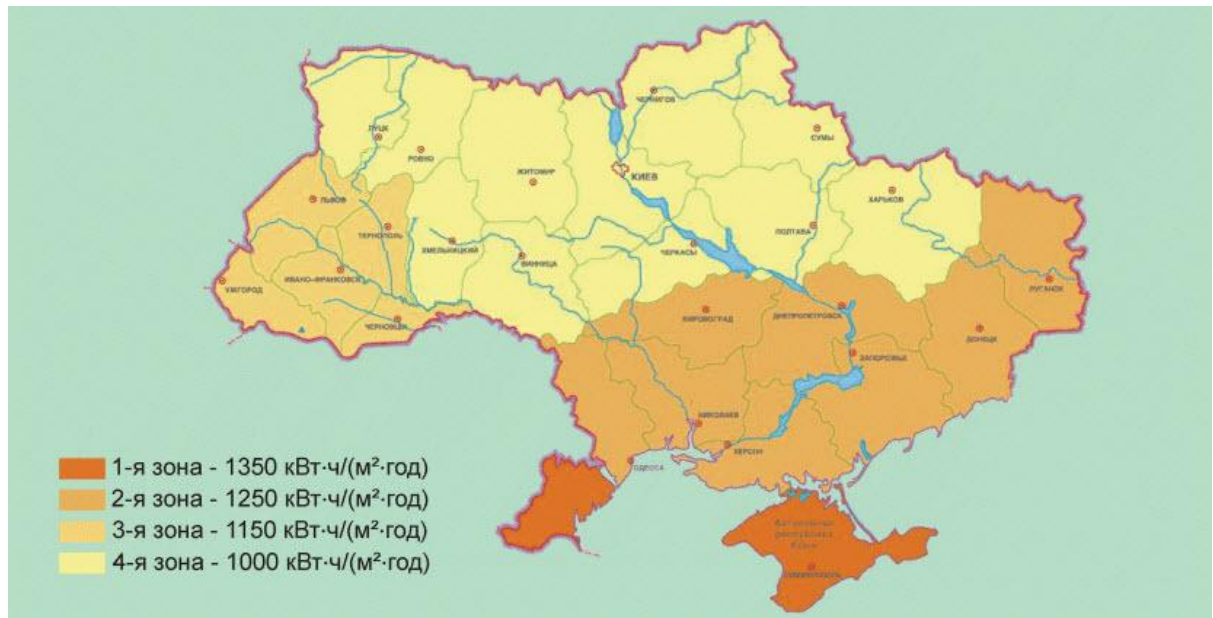 ЧЕРНИГОВ
СУМЫ
ЛУЦК
РОВНО
ЖИТОМИР
КИЕВ
ХАРЬКОВ
ЛЬВОВ
ТЕРНОПОЛЬ
ХМЕЛЬНИЦКИЙ
ВИННИЦА
ЧЕРКАСЫ
ПОЛТАВА
ИВАНО-ФРАНКОВСК
УЖГОРОД
ЧЕРНОВЦЫ
КИРОВОГРАД
ДНЕПРОПЕТРОВСК
ЛУГАНСК
ДОНЕЦК
ЗАПОРОЖЬЕ
НИКОЛАЕВ
ХЕРСОН
ОДЕССА
1-я зона - 1350 кВт·ч/(м²·год)
2-я зона - 1250 кВт·ч/(м²·год)
3-я зона - 1150 кВт·ч/(м²·год)
4-я зона - 1000 кВт·ч/(м²·год)
республика
СИМФЕРОПОЛЬ